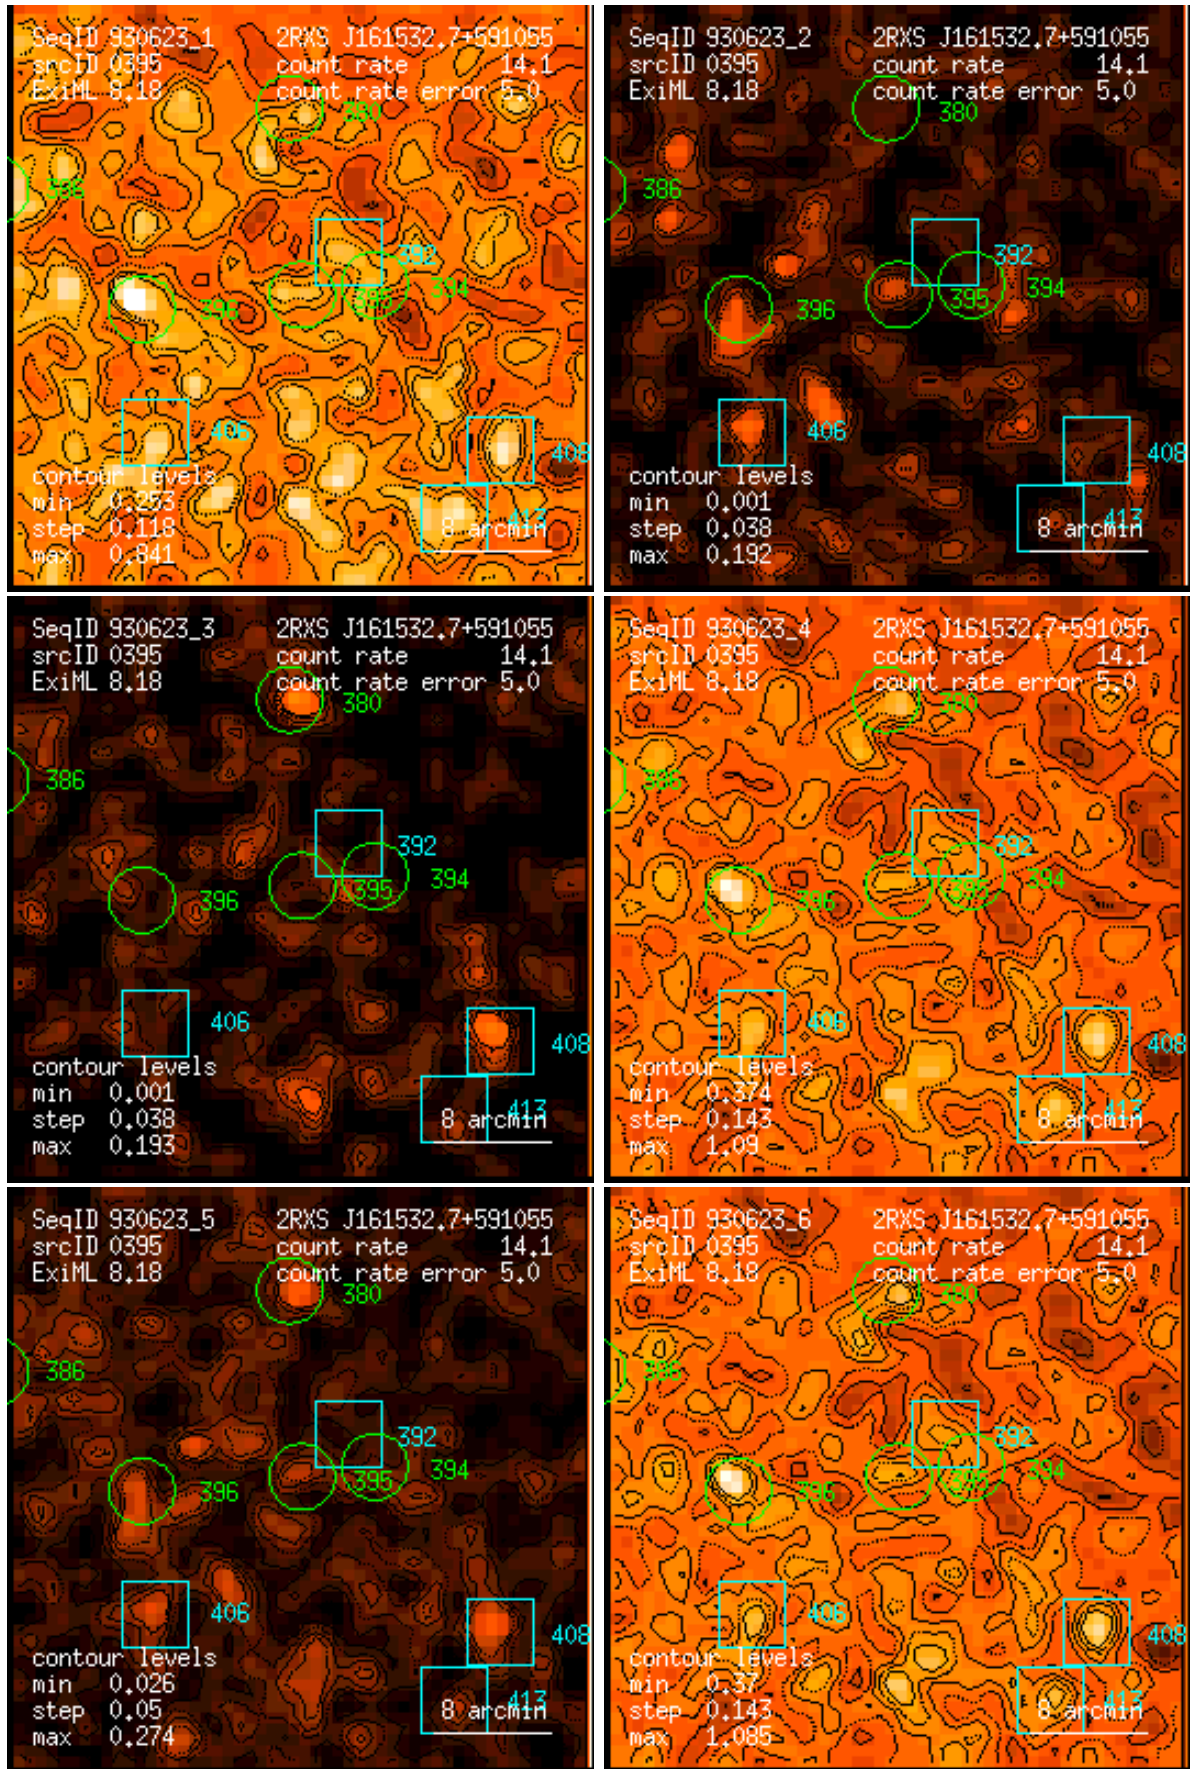 SeqID 930623_1 2RXS J161532.7+591055
srcID 0395 count rate 14.1
ExiML 8.18 count rate error 5.0
380
386
392
394
395
396
406
408
contour levels
min 0.253
step 0.118 8 arcmin 413
max 0.841
SeqID 930623_2 2RXS J161532.7+591055
srcID 0395 count rate 14.1
ExiML 8.18 count rate error 5.0
380
386
392
394
395
396
406
408
contour levels
min 0.001
step 0.038 8 arcmin 413
max 0.192
SeqID 930623_3 2RXS J161532.7+591055
srcID 0395 count rate 14.1
ExiML 8.18 count rate error 5.0
380
386
392
394
395
396
406
408
contour levels
min 0.001
step 0.038 8 arcmin 413
max 0.193
SeqID 930623_4 2RXS J161532.7+591055
srcID 0395 count rate 14.1
ExiML 8.18 count rate error 5.0
380
386
392
394
395
396
406
408
contour levels
min 0.374
step 0.143 8 arcmin 413
max 1.09
SeqID 930623_5 2RXS J161532.7+591055
srcID 0395 count rate 14.1
ExiML 8.18 count rate error 5.0
380
386
392
394
395
396
406
408
contour levels
min 0.026
step 0.05 8 arcmin 413
max 0.274
SeqID 930623_6 2RXS J161532.7+591055
srcID 0395 count rate 14.1
ExiML 8.18 count rate error 5.0
380
386
392
394
395
396
406
408
contour levels
min 0.37
step 0.143 8 arcmin 413
max 1.085